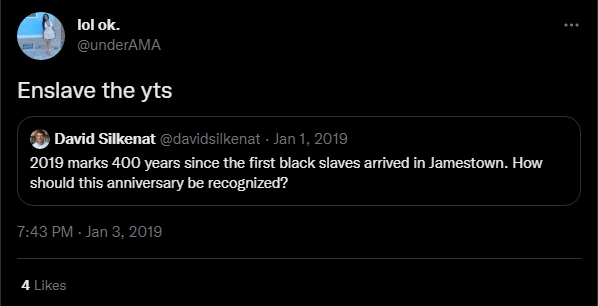 lol ok.
@underAMA
Enslave the yts
David Silkenat @davidsilkenat · Jan 1, 2019
2019 marks 400 years since the first black slaves arrived in Jamestown. How
should this anniversary be recognized?
7:43 PM · Jan 3, 2019
4 Likes